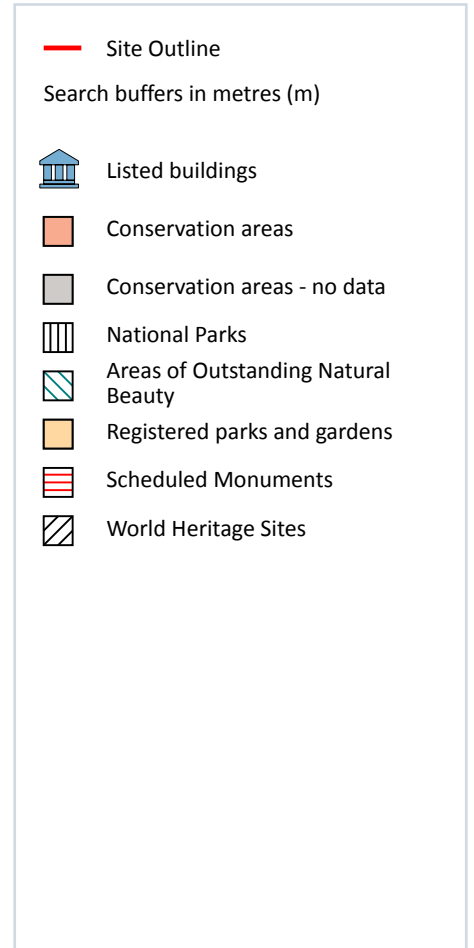 Site Outline
Search buffers in metres (m)
Listed buildings
Conservation areas
Conservation areas - no data
National Parks
Areas of Outstanding Natural
Beauty
Registered parks and gardens
Scheduled Monuments
World Heritage Sites